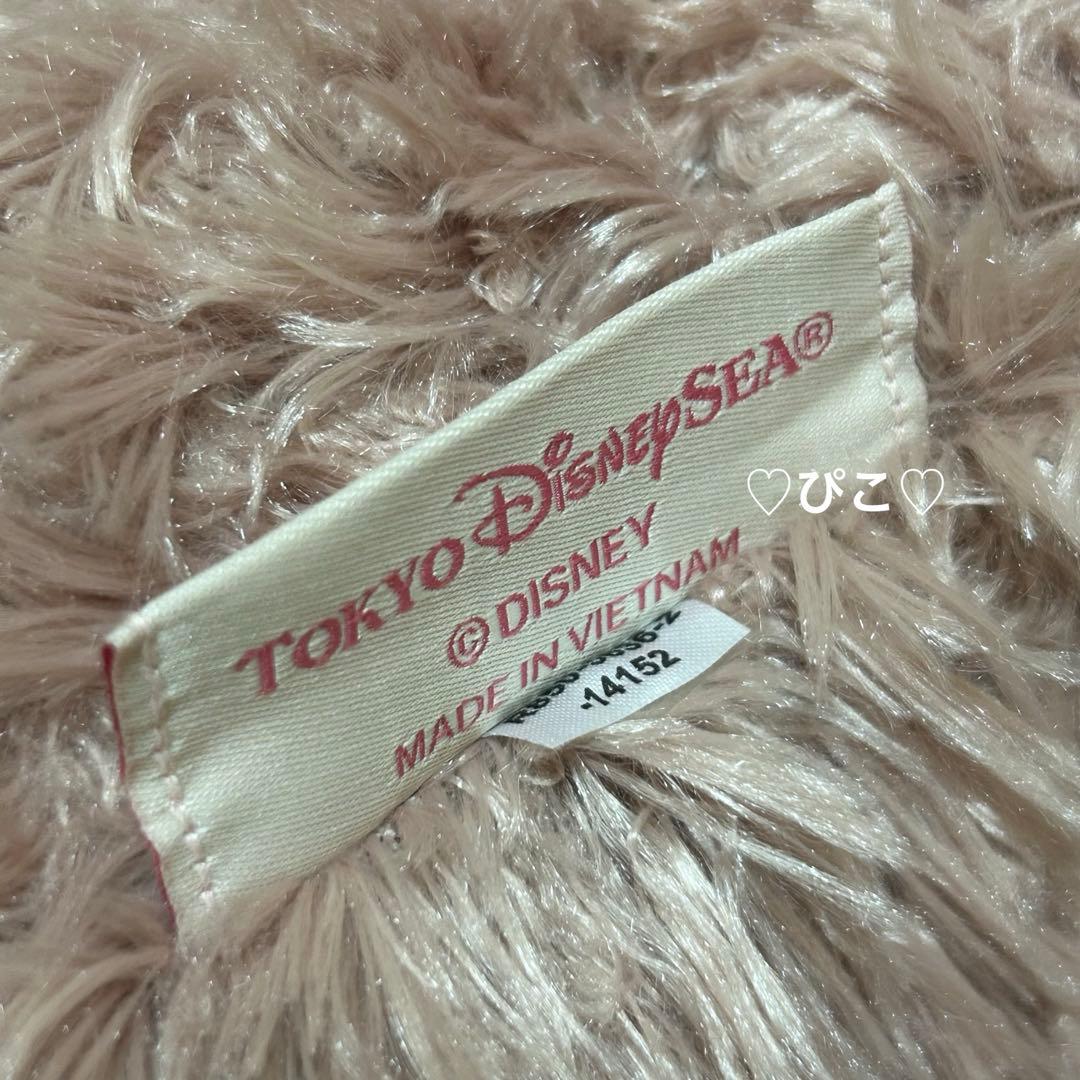 TOKYO DISNEYSEA®
© DISNEY
MADE IN VIETNAM
-14152
♡ぴこ♡